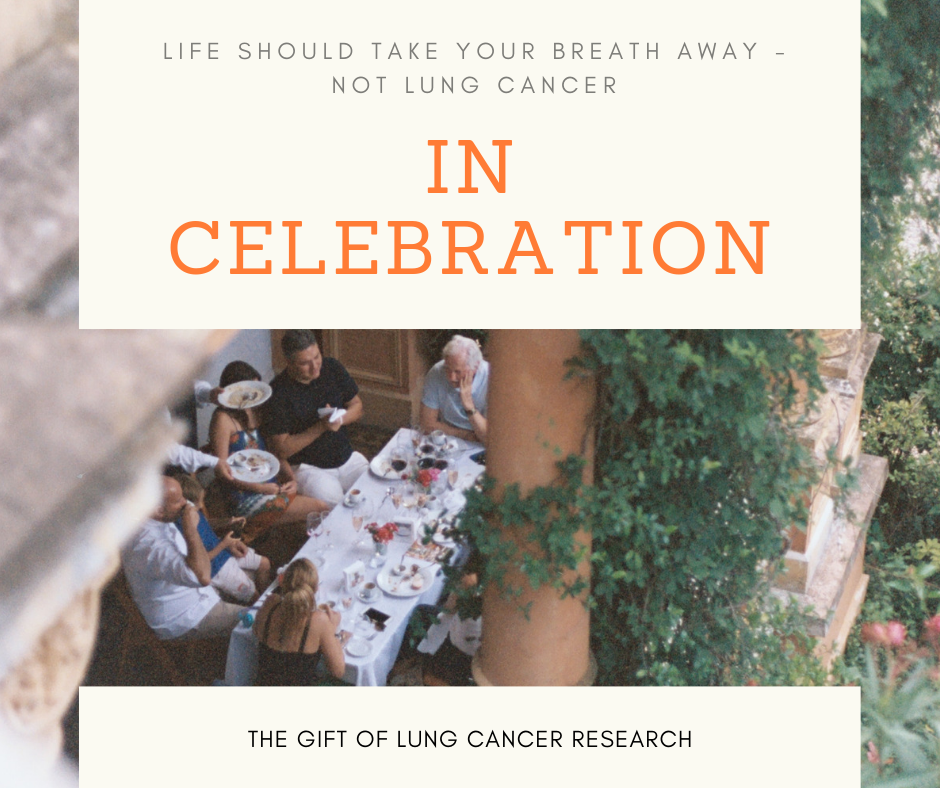 LIFE SHOULD TAKE YOUR BREATH AWAY -
NOT LUNG CANCER
IN
CELEBRATION
THE GIFT OF LUNG CANCER RESEARCH